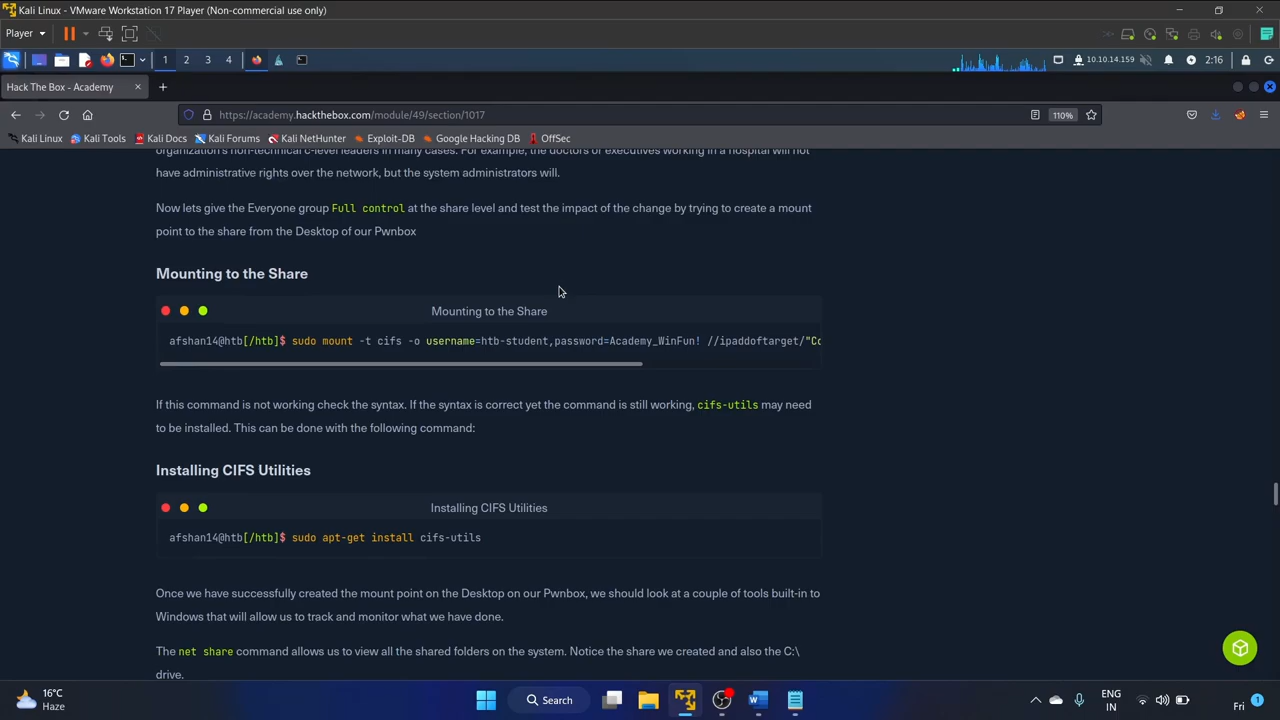 Kali Linux - VMware Workstation 17 Player (Non-commercial use only)
Player
1 2 3 4
10.10.14.159
2:16
Hack The Box - Academy
https://academy.hackthebox.com/module/49/section/1017
110%
Kali Linux Kali Tools Kali Docs Kali Forums Kali NetHunter Exploit-DB Google Hacking DB OffSec
organization's non-technical c-level leaders in many cases. For example, the doctors or executives working in a hospital will not
have administrative rights over the network, but the system administrators will.
Now lets give the Everyone group Full control at the share level and test the impact of the change by trying to create a mount
point to the share from the Desktop of our Pwnbox
Mounting to the Share
Mounting to the Share
afshan14@htb[/htb]$ sudo mount -t cifs -o username=htb-student,password=Academy_WinFun! //ipaddoftarget/"Co
If this command is not working check the syntax. If the syntax is correct yet the command is still working, cifs-utils may need
to be installed. This can be done with the following command:
Installing CIFS Utilities
Installing CIFS Utilities
afshan14@htb[/htb]$ sudo apt-get install cifs-utils
Once we have successfully created the mount point on the Desktop on our Pwnbox, we should look at a couple of tools built-in to
Windows that will allow us to track and monitor what we have done.
The net share command allows us to view all the shared folders on the system. Notice the share we created and also the C:\
drive.
16°C
Haze
Search
ENG
IN
Fri
1